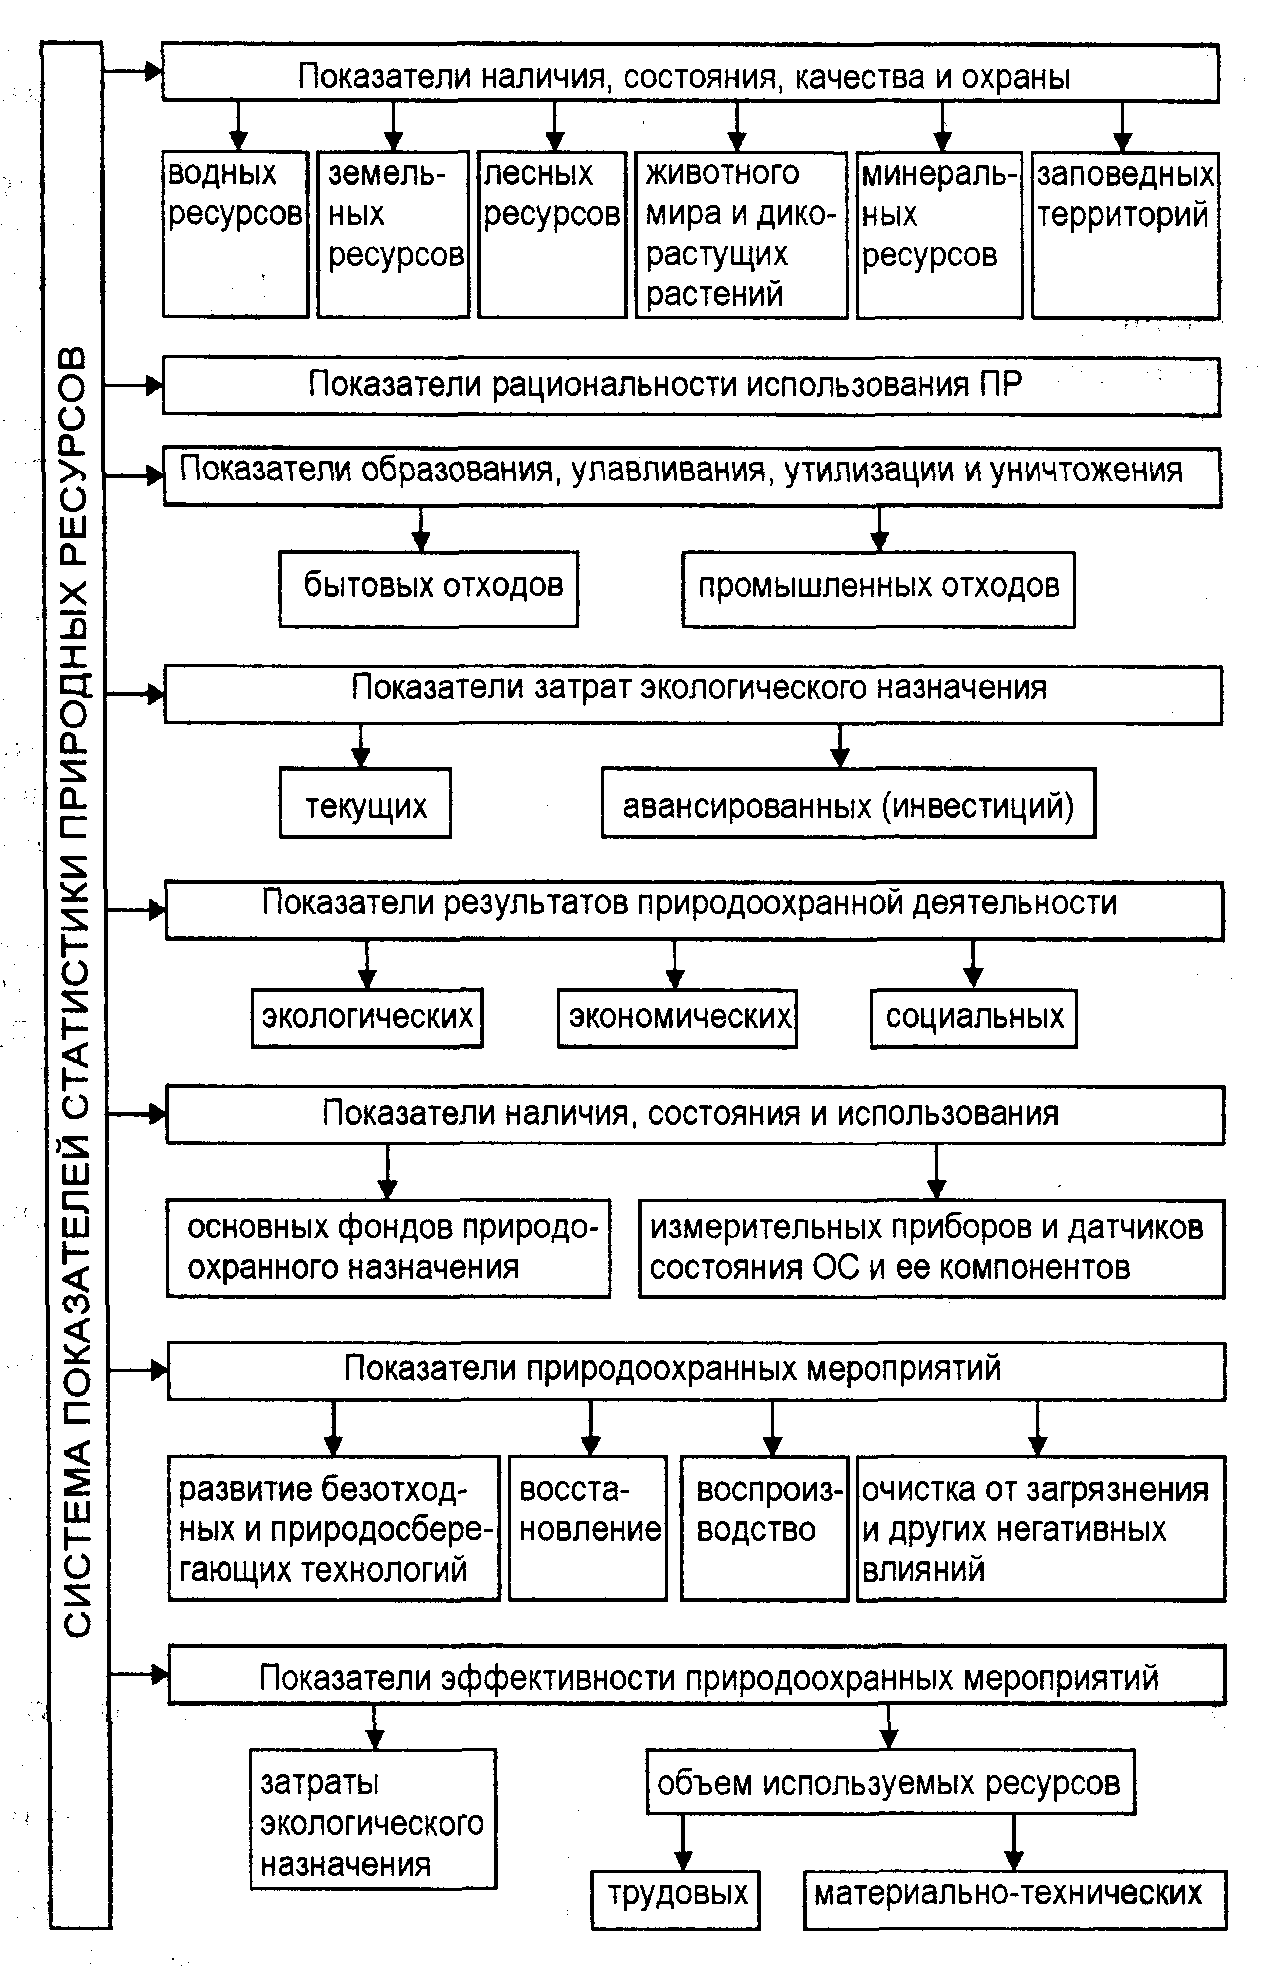 СИСТЕМА ПОКАЗАТЕЛЕЙ СТАТИСТИКИ ПРИРОДНЫХ РЕСУРСОВ
Показатели наличия, состояния, качества и охраны
водных
ресурсов
земель-
ных
ресурсов
лесных
ресурсов
животного
мира и дико-
растущих
растений
минераль-
ных
ресурсов
заповедных
территорий
Показатели рациональности использования ПР
Показатели образования, улавливания, утилизации и уничтожения
бытовых отходов
промышленных отходов
Показатели затрат экологического назначения
текущих
авансированных (инвестиций)
Показатели результатов природоохранной деятельности
экологических
экономических
социальных
Показатели наличия, состояния и использования
основных фондов природо-
охранного назначения
измерительных приборов и датчиков
состояния ОС и ее компонентов
Показатели природоохранных мероприятий
развитие безотход-
ных и природосбере-
гающих технологий
восста-
новление
воспроиз-
водство
очистка от загрязнения
и других негативных
влияний
Показатели эффективности природоохранных мероприятий
затраты
экологического
назначения
объем используемых ресурсов
трудовых
материально-технических